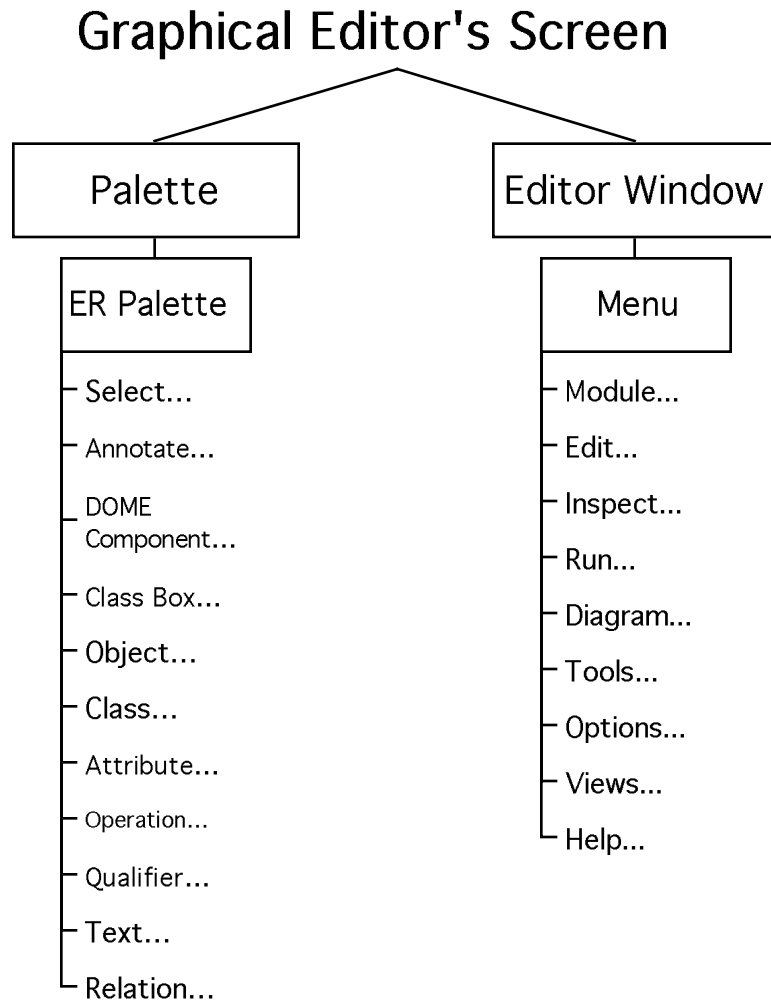 Graphical Editor's Screen
Palette
ER Palette
Select...
Annotate...
DOME
Component...
Class Box...
Object...
Class...
Attribute...
Operation...
Qualifier...
Text...
Relation...
Editor Window
Menu
Module...
Edit...
Inspect...
Run...
Diagram...
Tools...
Options...
Views...
Help...